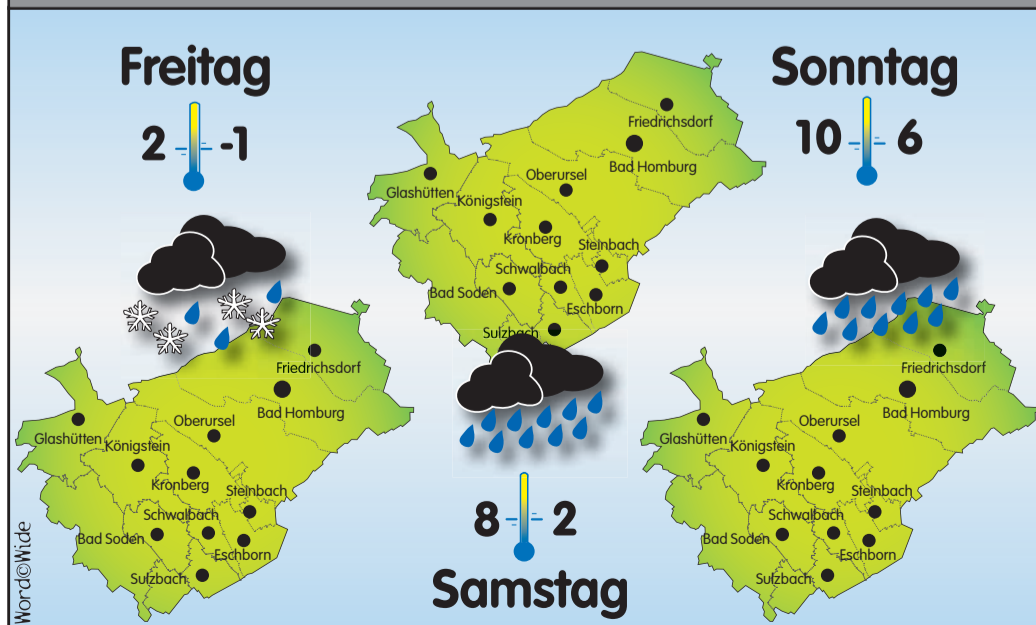 Freitag
2 -1
Friedrichsdorf
Bad Homburg
Glashütten
Oberursel
Königstein
Kronberg
Steinbach
Schwalbach
Bad Soden
Eschborn
Sulzbach
Friedrichsdorf
Bad Homburg
Oberursel
Glashütten
Königstein
Kronberg
Steinbach
Schwalbach
Bad Soden
Eschborn
Sulzbach
8 2
Samstag
Sonntag
10 6
Friedrichsdorf
Bad Homburg
Oberursel
Glashütten
Königstein
Kronberg
Steinbach
Schwalbach
Bad Soden
Eschborn
Sulzbach
Word©Wide